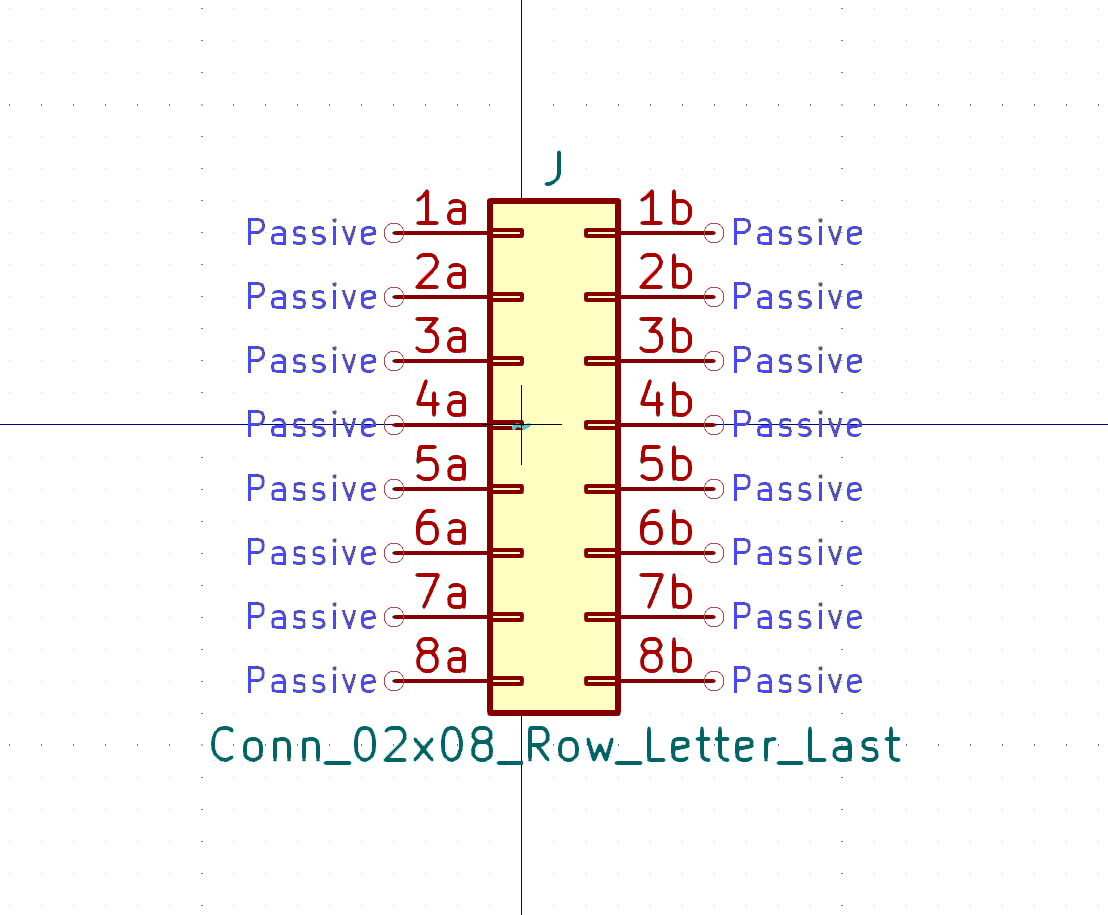 J
Passive 1a 1b Passive
Passive 2a 2b Passive
Passive 3a 3b Passive
Passive 4a 4b Passive
Passive 5a 5b Passive
Passive 6a 6b Passive
Passive 7a 7b Passive
Passive 8a 8b Passive
Conn_02x08_Row_Letter_Last